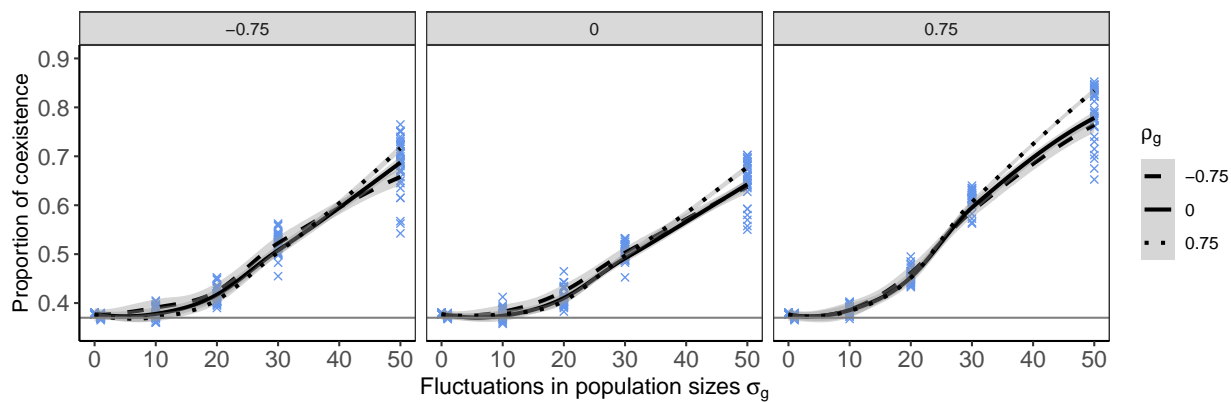 −0.75
0
0.75
Proportion of coexistence
0.9
0.8
0.7
0.6
0.5
0.4
0 10 20 30 40 50
0 10 20 30 40 50
0 10 20 30 40 50
Fluctuations in population sizes σg
ρg
−0.75
0
0.75